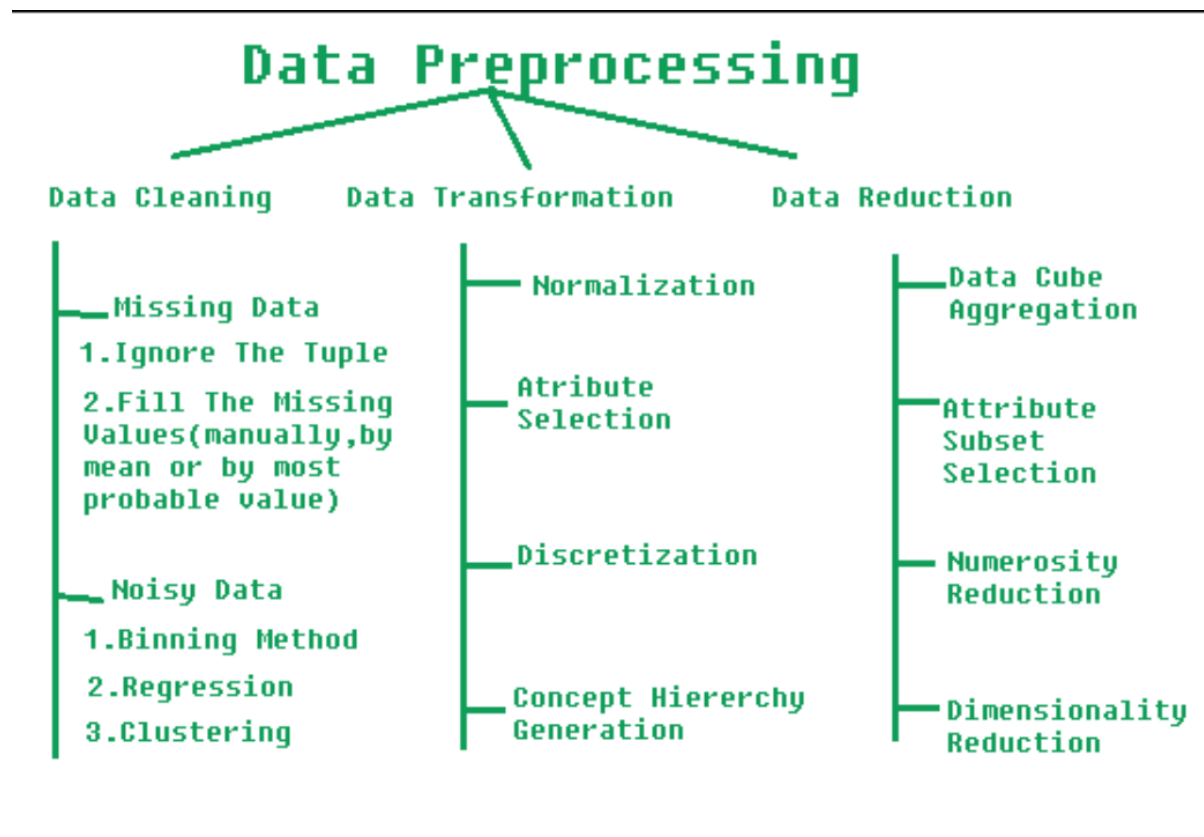 Data Preprocessing
Data Cleaning
Missing Data
1.Ignore The Tuple
2.Fill The Missing
Values(manually,by
mean or by most
probable value)
Noisy Data
1.Binning Method
2.Regression
3.Clustering
Data Transformation
Normalization
Atribute
Selection
Discretization
Concept Hiererchy
Generation
Data Reduction
Data Cube
Aggregation
Attribute
Subset
Selection
Numerosity
Reduction
Dimensionality
Reduction